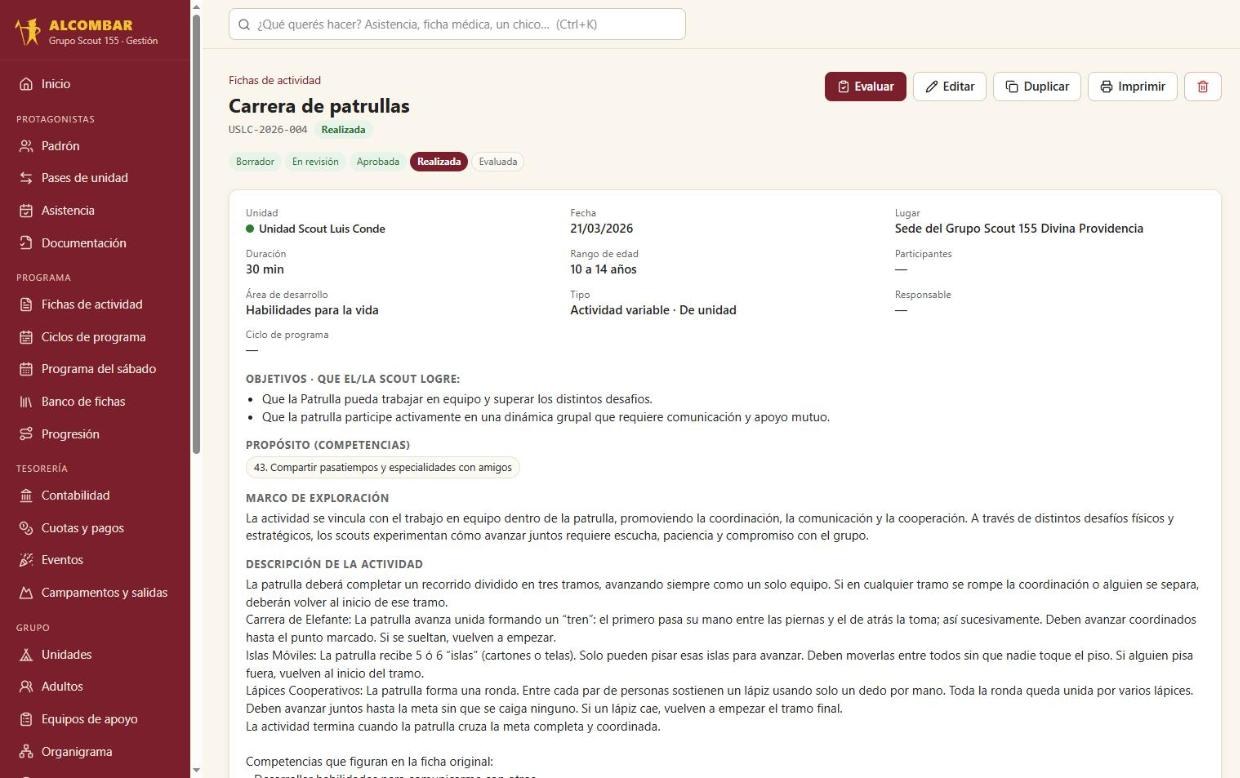 ALCOMBAR
Grupo Scout 155 · Gestión
Inicio
PROTAGONISTAS
Padrón
Pases de unidad
Asistencia
Documentación
PROGRAMA
Fichas de actividad
Ciclos de programa
Programa del sábado
Banco de fichas
Progresión
TESORERÍA
Contabilidad
Cuotas y pagos
Eventos
Campamentos y salidas
GRUPO
Unidades
Adultos
Equipos de apoyo
Organigrama
¿Qué querés hacer? Asistencia, ficha médica, un chico... (Ctrl+K)
Fichas de actividad
Carrera de patrullas
USLC-2026-004 Realizada
Evaluar Editar Duplicar Imprimir
Borrador En revisión Aprobada Realizada Evaluada
Unidad Fecha Lugar
Unidad Scout Luis Conde 21/03/2026 Sede del Grupo Scout 155 Divina Providencia
Duración Rango de edad Participantes
30 min 10 a 14 años —
Área de desarrollo Tipo Responsable
Habilidades para la vida Actividad variable · De unidad —
Ciclo de programa
—
OBJETIVOS · QUE EL/LA SCOUT LOGRE:
• Que la Patrulla pueda trabajar en equipo y superar los distintos desafios.
• Que la patrulla participe activamente en una dinámica grupal que requiere comunicación y apoyo mutuo.
PROPÓSITO (COMPETENCIAS)
43. Compartir pasatiempos y especialidades con amigos
MARCO DE EXPLORACIÓN
La actividad se vincula con el trabajo en equipo dentro de la patrulla, promoviendo la coordinación, la comunicación y la cooperación. A través de distintos desafíos físicos y
estratégicos, los scouts experimentan cómo avanzar juntos requiere escucha, paciencia y compromiso con el grupo.
DESCRIPCIÓN DE LA ACTIVIDAD
La patrulla deberá completar un recorrido dividido en tres tramos, avanzando siempre como un solo equipo. Si en cualquier tramo se rompe la coordinación o alguien se separa,
deberán volver al inicio de ese tramo.
Carrera de Elefante: La patrulla avanza unida formando un “tren”: el primero pasa su mano entre las piernas y el de atrás la toma; así sucesivamente. Deben avanzar coordinados
hasta el punto marcado. Si se sueltan, vuelven a empezar.
Islas Móviles: La patrulla recibe 5 ó 6 “islas” (cartones o telas). Solo pueden pisar esas islas para avanzar. Deben moverlas entre todos sin que nadie toque el piso. Si alguien pisa
fuera, vuelven al inicio del tramo.
Lápices Cooperativos: La patrulla forma una ronda. Entre cada par de personas sostienen un lápiz usando solo un dedo por mano. Toda la ronda queda unida por varios lápices.
Deben avanzar juntos hasta la meta sin que se caiga ninguno. Si un lápiz cae, vuelven a empezar el tramo final.
La actividad termina cuando la patrulla cruza la meta completa y coordinada.
Competencias que figuran en la ficha original: